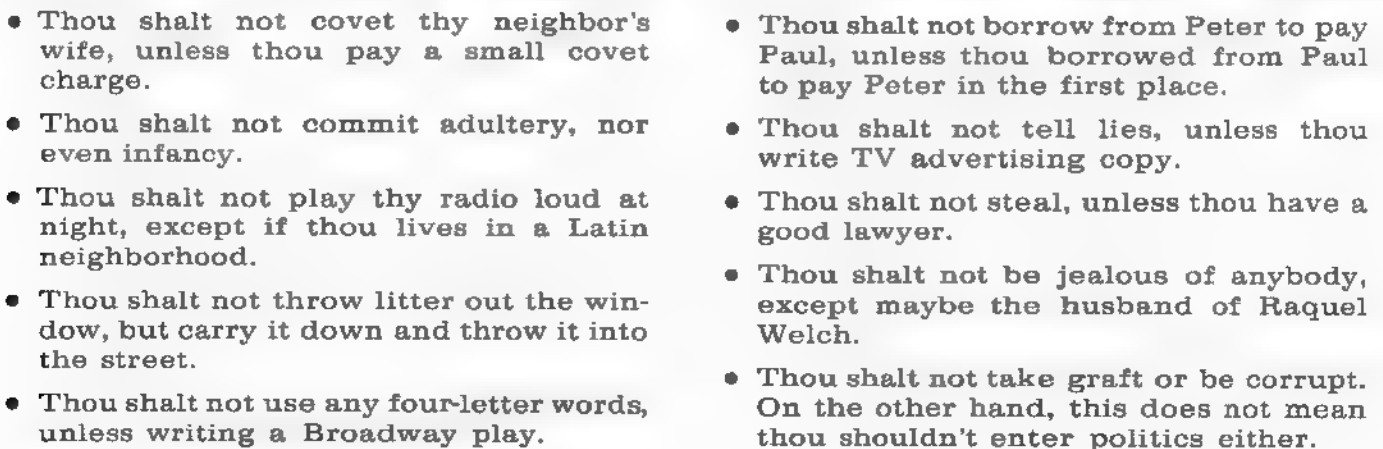 • Thou shalt not covet thy neighbor's
wife, unless thou pay a small covet
charge.
• Thou shalt not commit adultery, nor
even infancy.
• Thou shalt not play thy radio loud at
night, except if thou lives in a Latin
neighborhood.
• Thou shalt not throw litter out the win-
dow, but carry it down and throw it into
the street.
• Thou shalt not use any four-letter words,
unless writing a Broadway play.
• Thou shalt not borrow from Peter to pay
Paul, unless thou borrowed from Paul
to pay Peter in the first place.
• Thou shalt not tell lies, unless thou
write TV advertising copy.
• Thou shalt not steal, unless thou have a
good lawyer.
• Thou shalt not be jealous of anybody,
except maybe the husband of Raquel
Welch.
• Thou shalt not take graft or be corrupt.
On the other hand, this does not mean
thou shouldn't enter politics either.